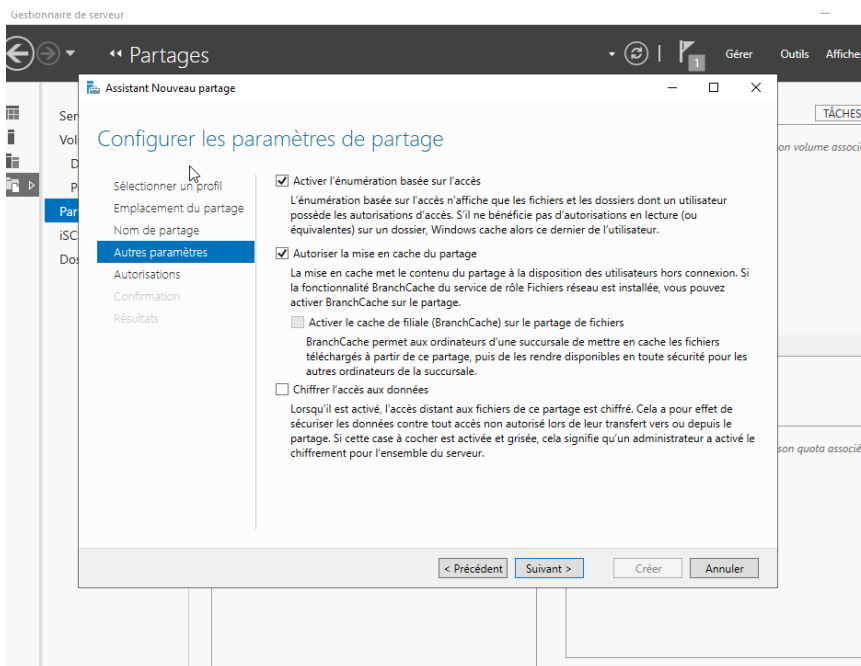 Gestionnaire de serveur
Partages
1
Gérer
Outils
Affiche
Assistant Nouveau partage
TÂCHES
Ser
Vol
D
P
Par
iSC
Dos
Configurer les paramètres de partage
on volume associ
Sélectionner un profil
Emplacement du partage
Nom de partage
Autres paramètres
Autorisations
Confirmation
Résultats
Activer l'énumération basée sur l'accès
L'énumération basée sur l'accès n'affiche que les fichiers et les dossiers dont un utilisateur
possède les autorisations d'accès. S'il ne bénéficie pas d'autorisations en lecture (ou
équivalentes) sur un dossier, Windows cache alors ce dernier de l'utilisateur.
Autoriser la mise en cache du partage
La mise en cache met le contenu du partage à la disposition des utilisateurs hors connexion. Si
la fonctionnalité BranchCache du service de rôle Fichiers réseau est installée, vous pouvez
activer BranchCache sur le partage.
Activer le cache de filiale (BranchCache) sur le partage de fichiers
BranchCache permet aux ordinateurs d'une succursale de mettre en cache les fichiers
téléchargés à partir de ce partage, puis de les rendre disponibles en toute sécurité pour les
autres ordinateurs de la succursale.
Chiffrer l'accès aux données
Lorsqu'il est activé, l'accès distant aux fichiers de ce partage est chiffré. Cela a pour effet de
sécuriser les données contre tout accès non autorisé lors de leur transfert vers ou depuis le
partage. Si cette case à cocher est activée et grisée, cela signifie qu'un administrateur a activé le
chiffrement pour l'ensemble du serveur.
son quota associé
< Précédent
Suivant >
Créer
Annuler